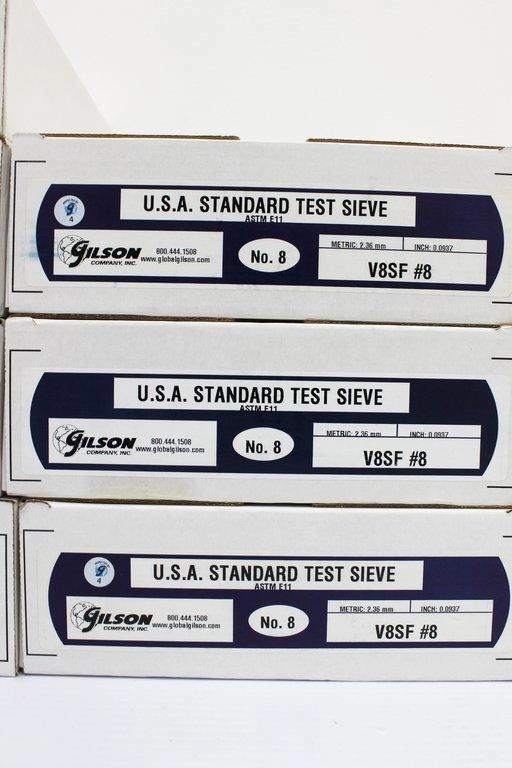 U.S.A. STANDARD TEST SIEVE
ASTM E11
4
GILSON
COMPANY, INC.
800.444.1508
www.globalgilson.com
No. 8
METRIC: 2.36 mm
INCH: 0.0937
V8SF #8
U.S.A. STANDARD TEST SIEVE
ASTM E11
GILSON
COMPANY, INC.
800.444.1508
www.globalgilson.com
No. 8
METRIC: 2.36 mm
INCH: 0.0937
V8SF #8
U.S.A. STANDARD TEST SIEVE
ASTM E11
4
GILSON
COMPANY, INC.
800.444.1508
www.globalgilson.com
No. 8
METRIC: 2.36 mm
INCH: 0.0937
V8SF #8